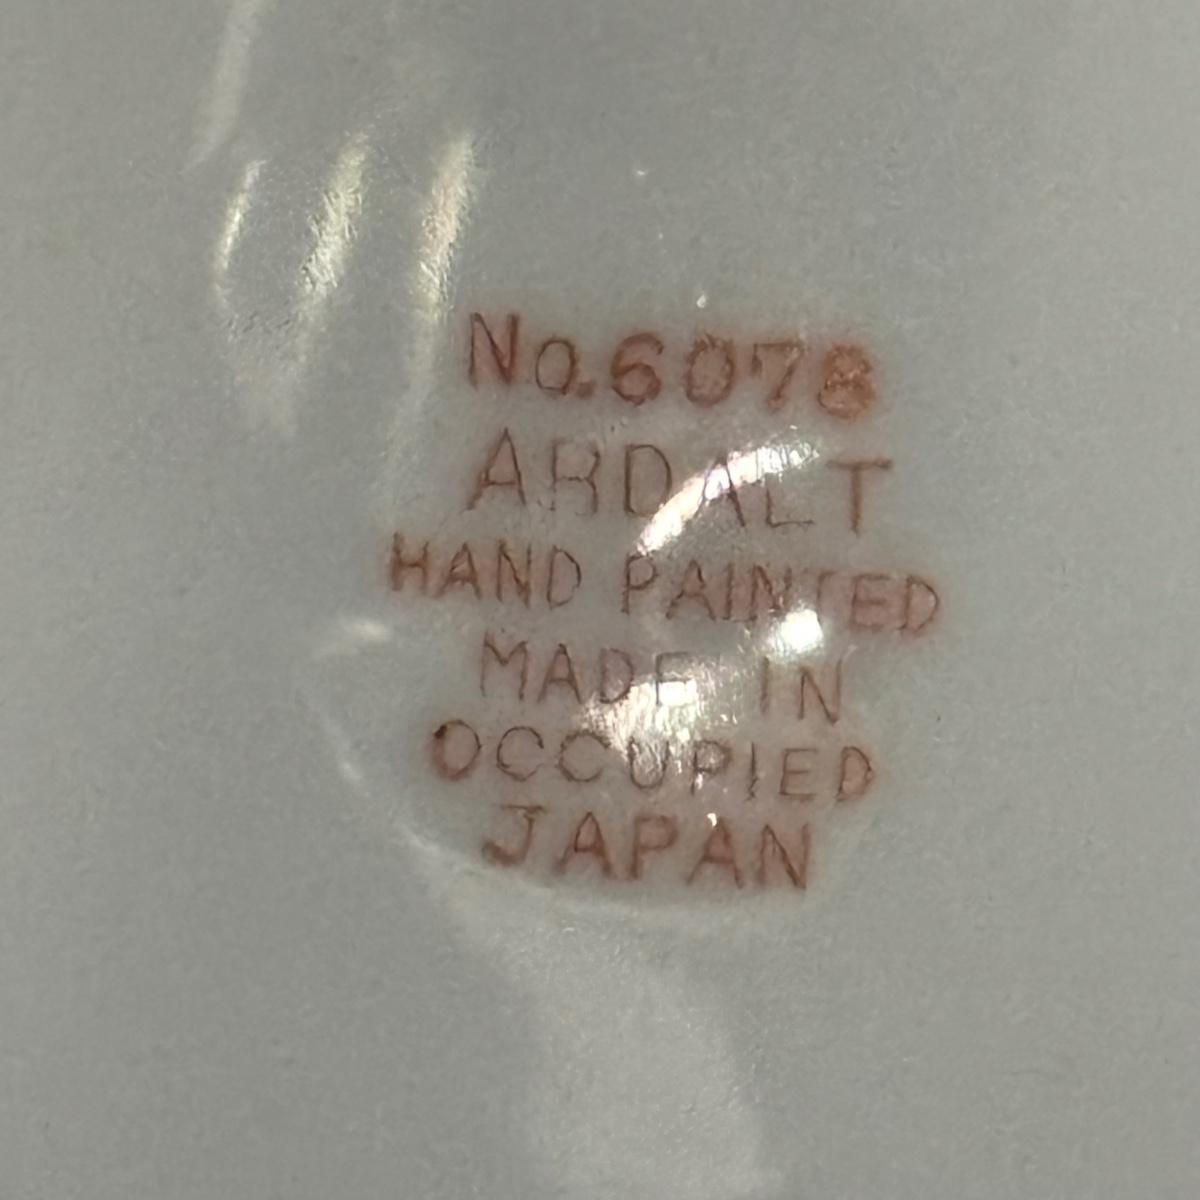 No.6078
ARDALT
HAND PAINTED
MADE IN
OCCUPIED
JAPAN